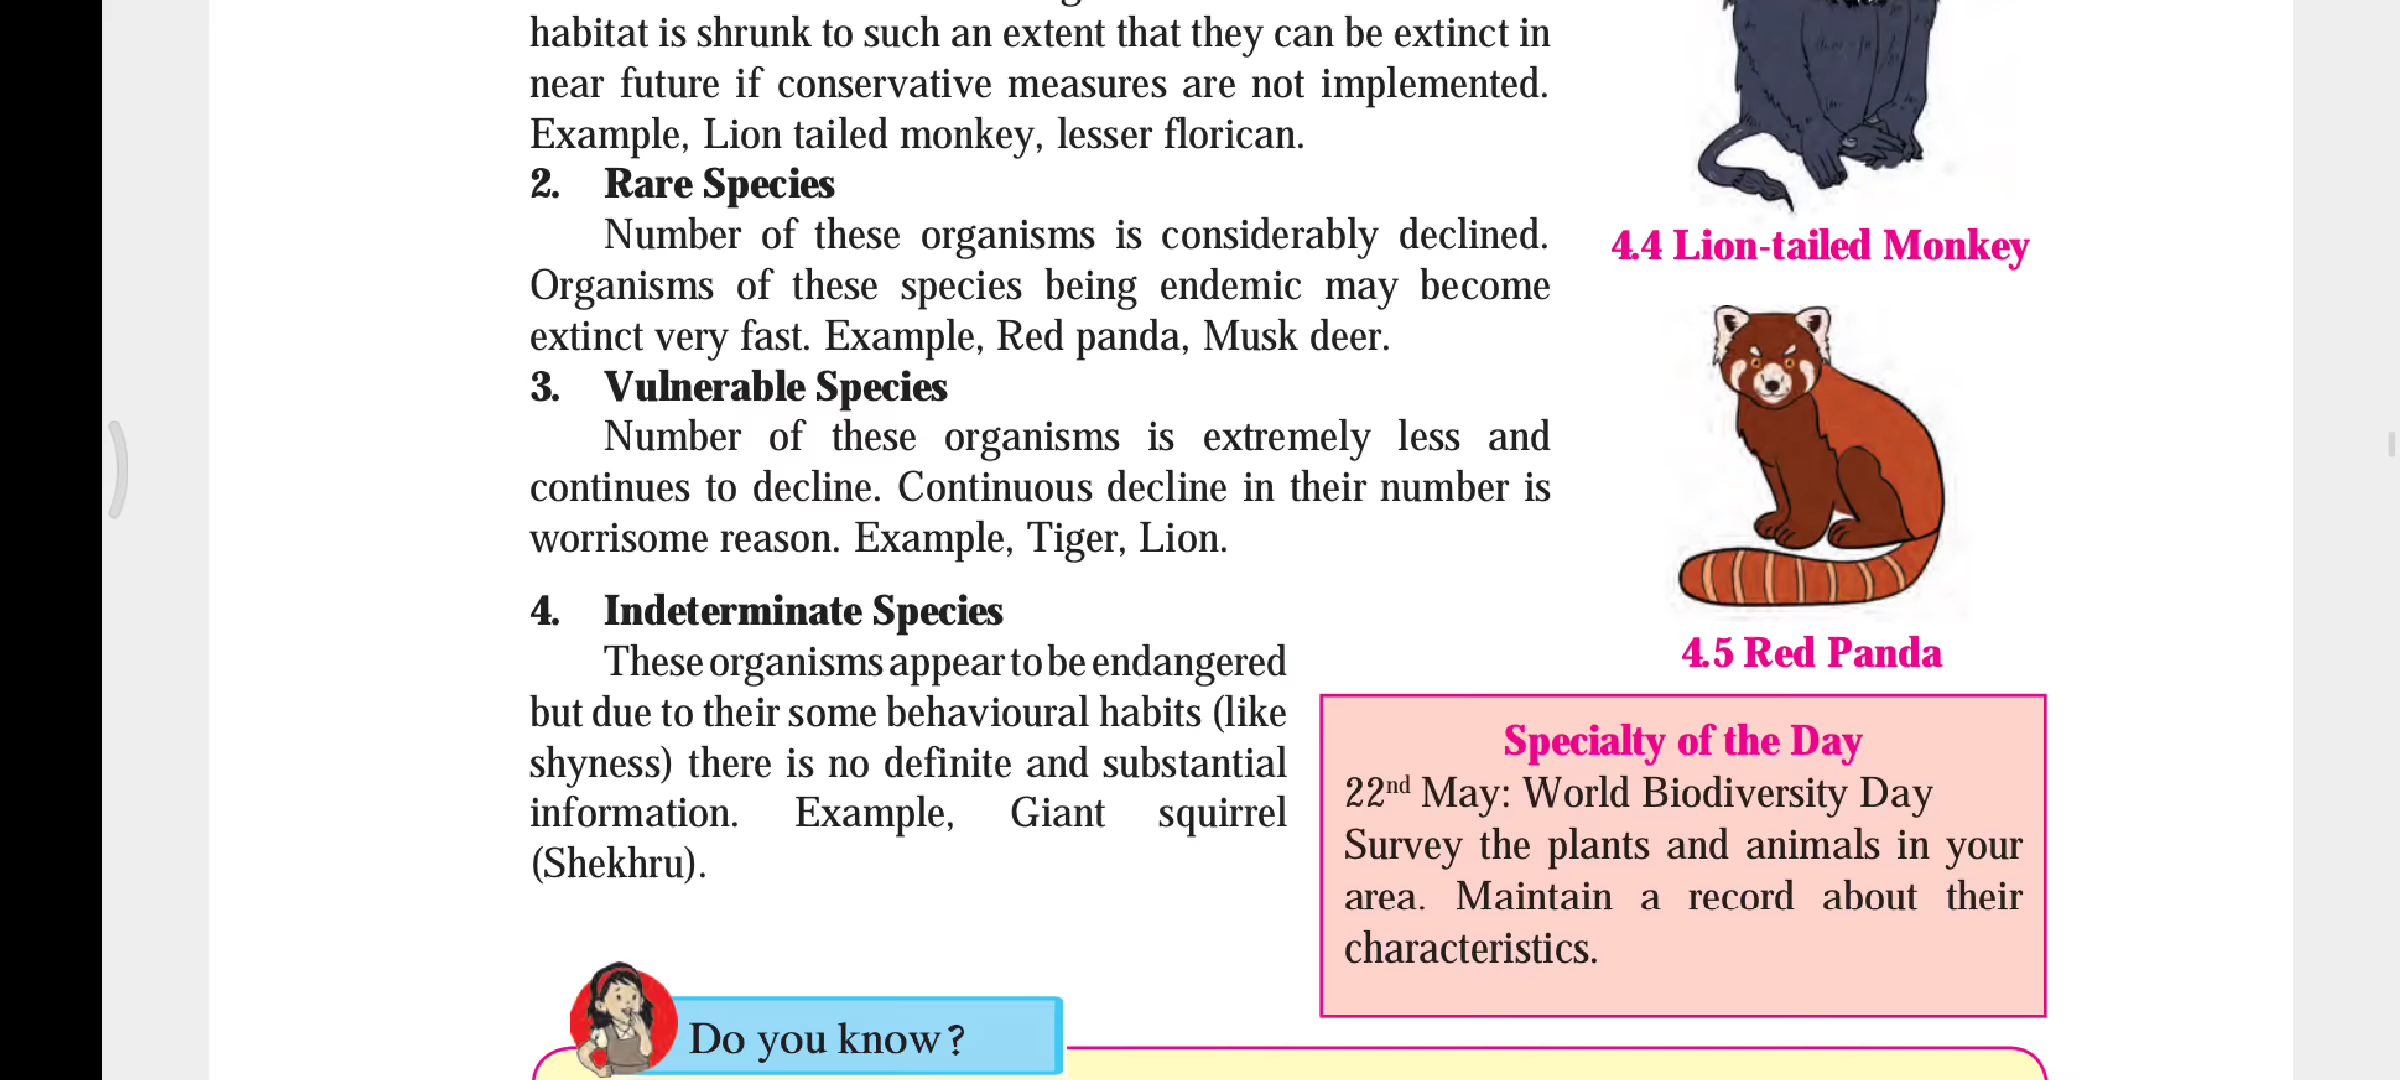 habitat is shrunk to such an extent that they can be extinct in
near future if conservative measures are not implemented.
Example, Lion tailed monkey, lesser florican.
2. Rare Species
Number of these organisms is considerably declined.
Organisms of these species being endemic may become
extinct very fast. Example, Red panda, Musk deer.
3. Vulnerable Species
Number of these organisms is extremely less and
continues to decline. Continuous decline in their number is
worrisome reason. Example, Tiger, Lion.
4. Indeterminate Species
These organisms appear to be endangered
but due to their some behavioural habits (like
shyness) there is no definite and substantial
information. Example, Giant squirrel
(Shekhru).
4.4 Lion-tailed Monkey
4.5 Red Panda
Specialty of the Day
22nd May: World Biodiversity Day
Survey the plants and animals in your
area. Maintain a record about their
characteristics.
Do you know?